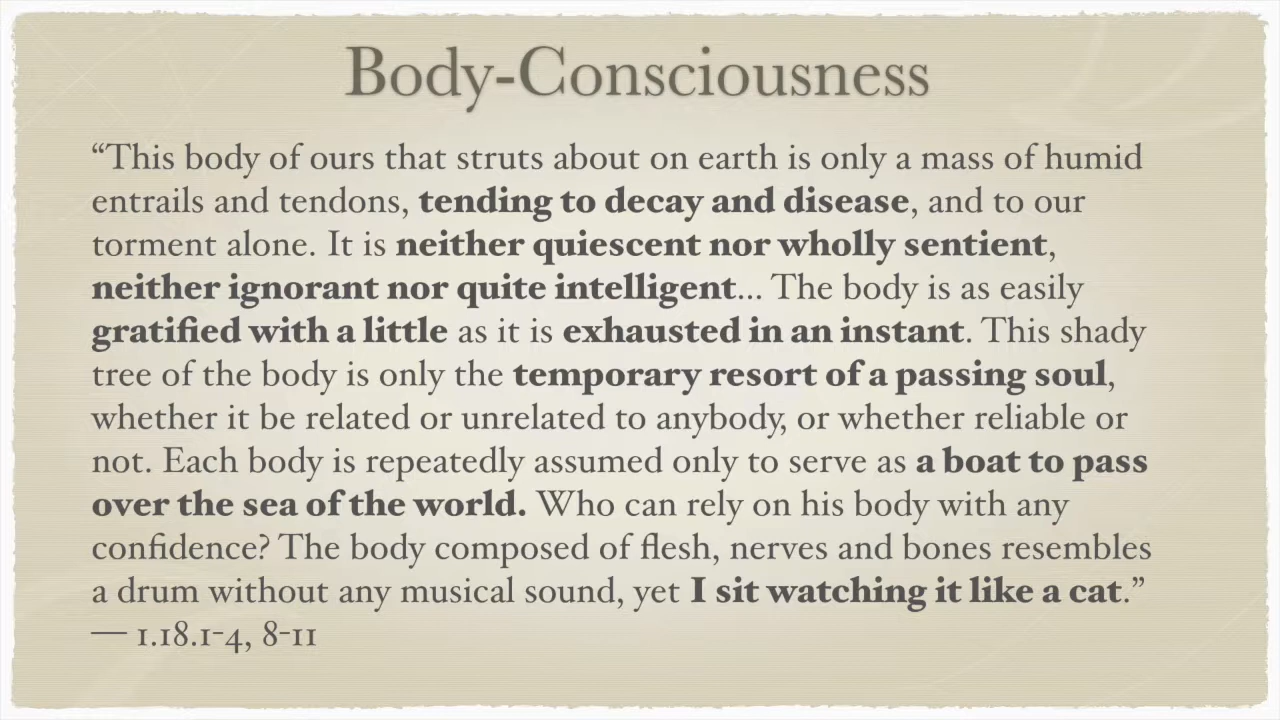 Body-Consciousness
“This body of ours that struts about on earth is only a mass of humid
entrails and tendons, tending to decay and disease, and to our
torment alone. It is neither quiescent nor wholly sentient,
neither ignorant nor quite intelligent... The body is as easily
gratified with a little as it is exhausted in an instant. This shady
tree of the body is only the temporary resort of a passing soul,
whether it be related or unrelated to anybody, or whether reliable or
not. Each body is repeatedly assumed only to serve as a boat to pass
over the sea of the world. Who can rely on his body with any
confidence? The body composed of flesh, nerves and bones resembles
a drum without any musical sound, yet I sit watching it like a cat.”
— 1.18.1-4, 8-11